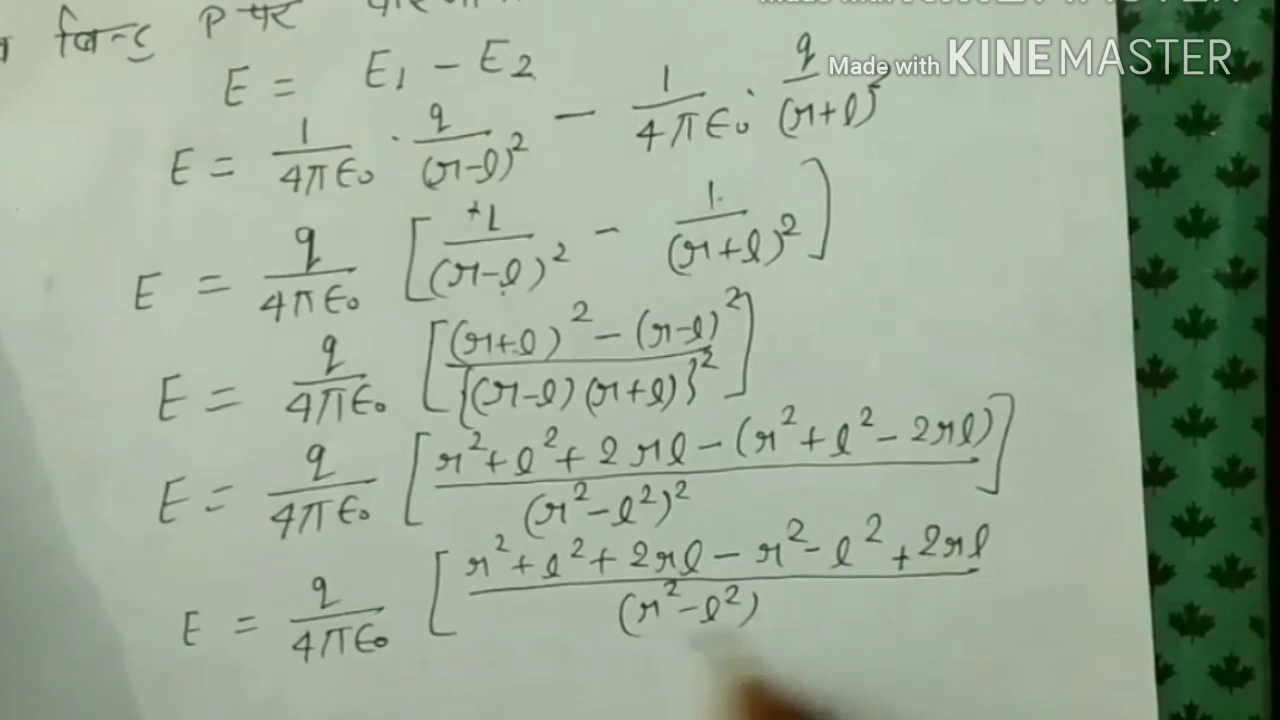 Made with KINEMASTER
बिन्दु P पर
E = E₁ - E₂
E = 1/4πϵ₀ · q/(r-l)² - 1/4πϵ₀ · q/(r+l)²
E = q/4πϵ₀ [+1/(r-l)² - 1/(r+l)²]
E = q/4πϵ₀ [(r+l)² - (r-l)²/{(r-l)(r+l)}²]
E = q/4πϵ₀ [r²+l²+2rl-(r²+l²-2rl)/(r²-l²)²]
E = q/4πϵ₀ [r²+l²+2rl-r²-l²+2rl/(r²-l²)